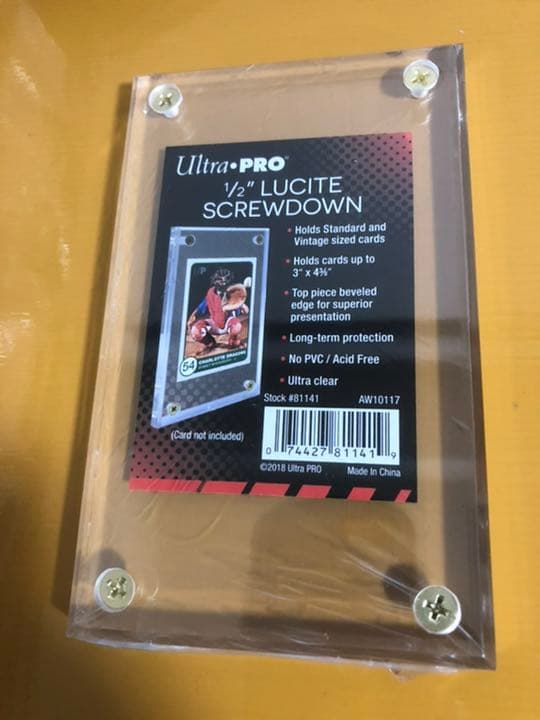 Ultra•PRO®
1/2" LUCITE
SCREWDOWN
• Holds Standard and
Vintage sized cards
• Holds cards up to
3" x 4⅜"
• Top piece beveled
edge for superior
presentation
• Long-term protection
• No PVC / Acid Free
• Ultra clear
54
(Card not included)
Stock #81141 AW10117
0 74427 81141 9
©2018 Ultra PRO Made In China